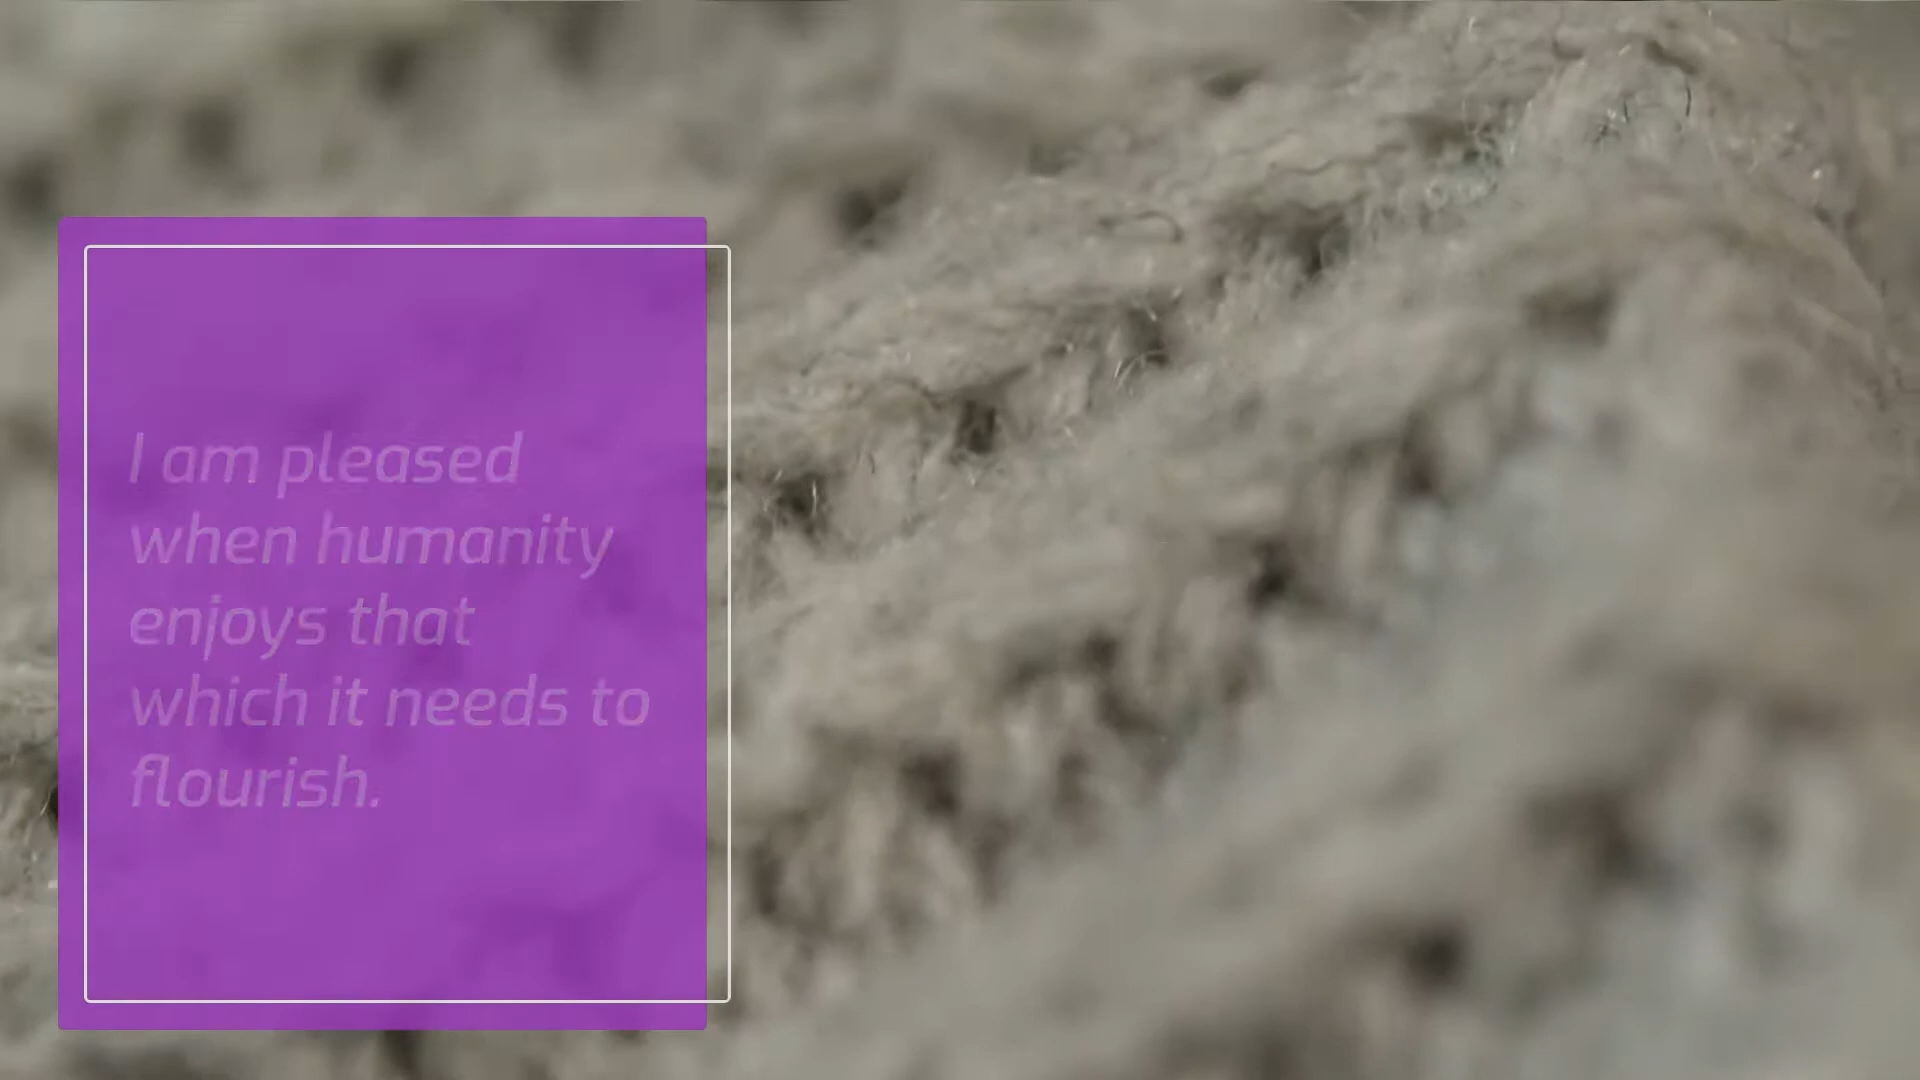 I am pleased
when humanity
enjoys that
which it needs to
flourish.